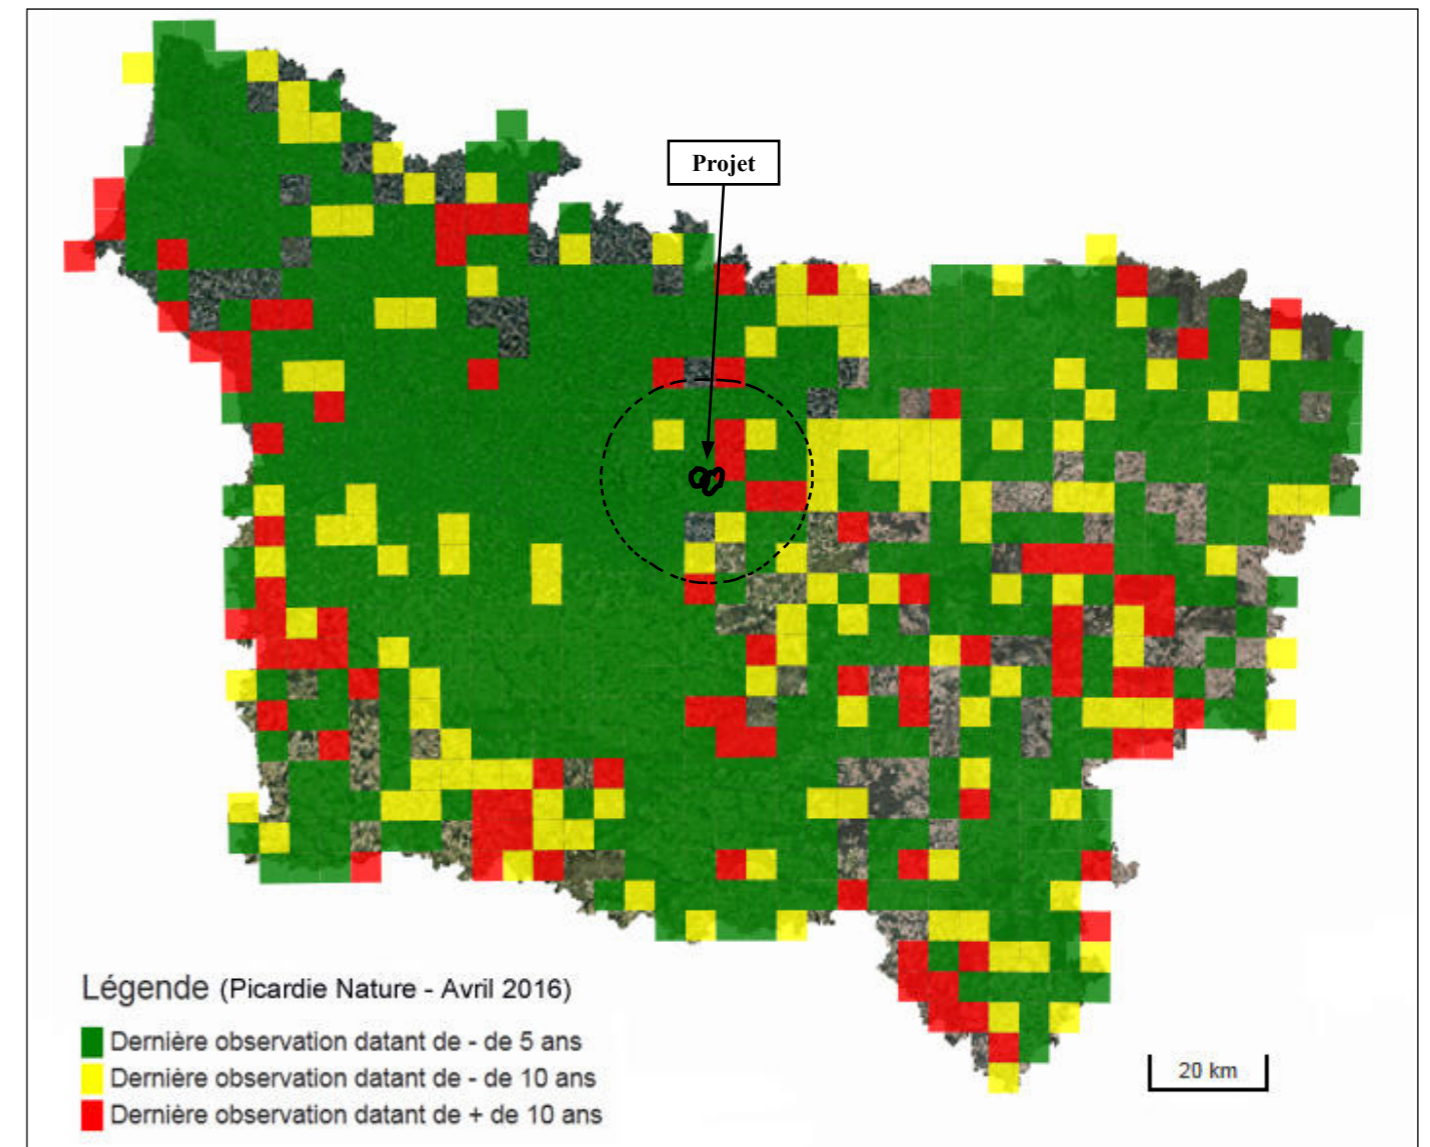 Projet
Légende (Picardie Nature - Avril 2016)
Dernière observation datant de - de 5 ans
Dernière observation datant de - de 10 ans
Dernière observation datant de + de 10 ans
20 km